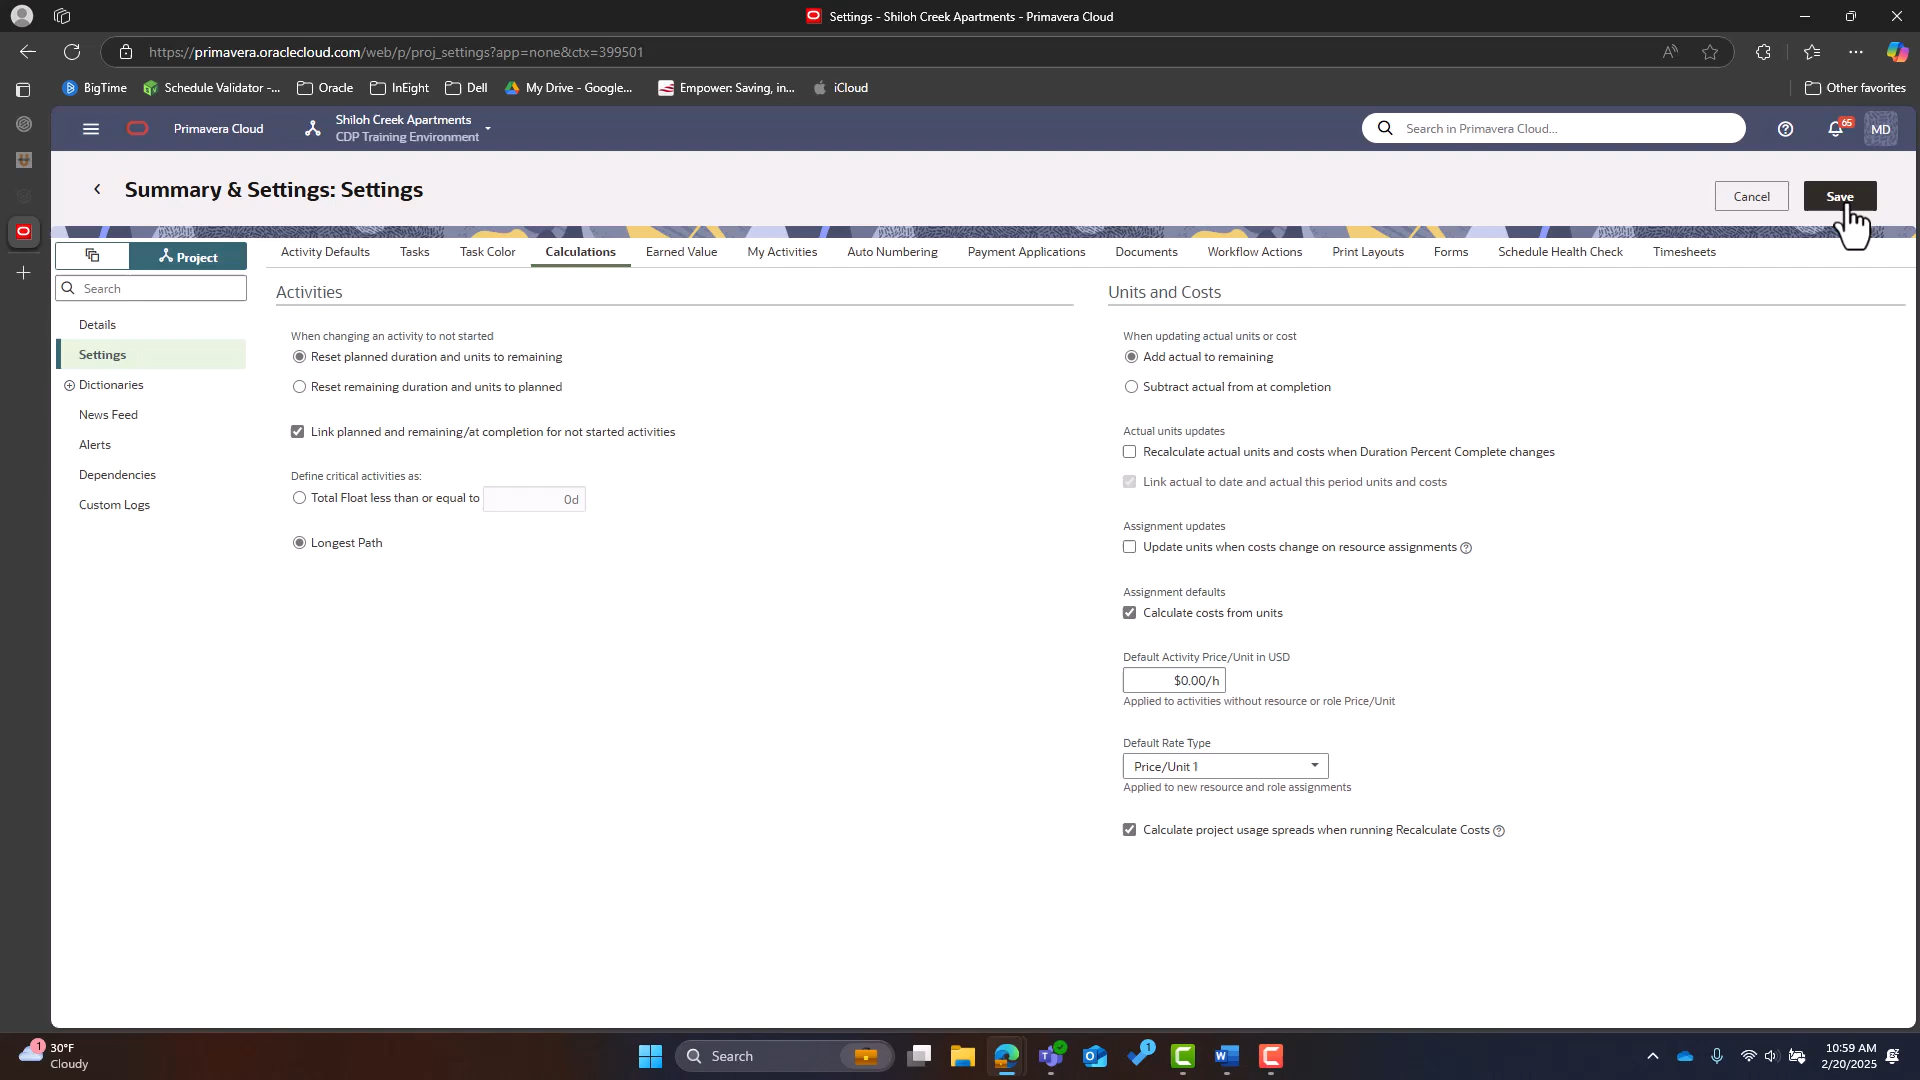 Settings - Shiloh Creek Apartments - Primavera Cloud
https://primavera.oraclecloud.com/web/p/proj_settings?app=none&ctx=399501
BigTime
Schedule Validator -...
Oracle
InEight
Dell
My Drive - Google...
Empower: Saving, in...
iCloud
Other favorites
Primavera Cloud
Shiloh Creek Apartments
CDP Training Environment
Search in Primavera Cloud...
65
MD
Summary & Settings: Settings
Cancel
Save
Project
Activity Defaults
Tasks
Task Color
Calculations
Earned Value
My Activities
Auto Numbering
Payment Applications
Documents
Workflow Actions
Print Layouts
Forms
Schedule Health Check
Timesheets
Search
Details
Settings
Dictionaries
News Feed
Alerts
Dependencies
Custom Logs
Activities
When changing an activity to not started
Reset planned duration and units to remaining
Reset remaining duration and units to planned
Link planned and remaining/at completion for not started activities
Define critical activities as:
Total Float less than or equal to 0d
Longest Path
Units and Costs
When updating actual units or cost
Add actual to remaining
Subtract actual from at completion
Actual units updates
Recalculate actual units and costs when Duration Percent Complete changes
Link actual to date and actual this period units and costs
Assignment updates
Update units when costs change on resource assignments
Assignment defaults
Calculate costs from units
Default Activity Price/Unit in USD
$0.00/h
Applied to activities without resource or role Price/Unit
Default Rate Type
Price/Unit 1
Applied to new resource and role assignments
Calculate project usage spreads when running Recalculate Costs
1
30°F
Cloudy
Search
1
10:59 AM
2/20/2025